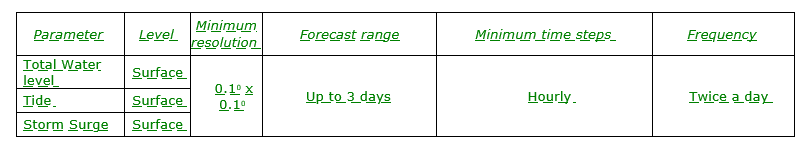 Parameter Level Minimum resolution Forecast range Minimum time steps Frequency
Total Water level Surface 0.1⁰ x 0.1⁰ Up to 3 days Hourly Twice a day
Tide Surface
Storm Surge Surface